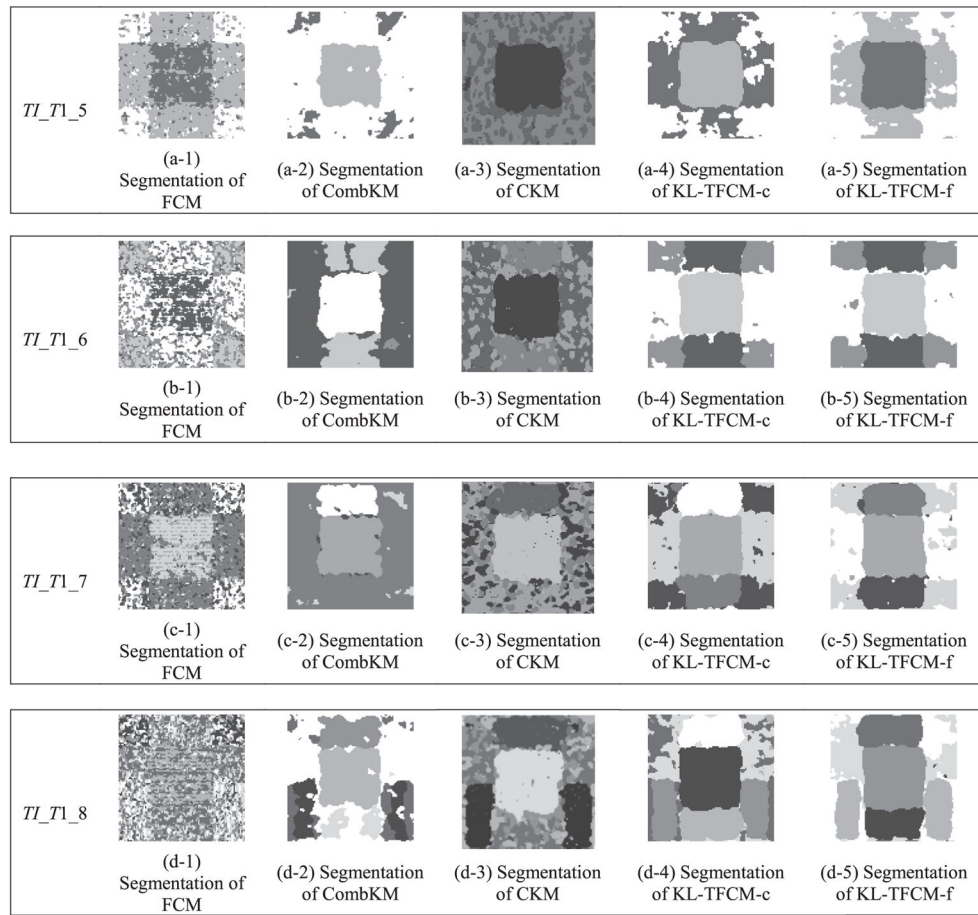 TI_T1_5
(a-1)
Segmentation of
FCM
(a-2) Segmentation
of CombKM
(a-3) Segmentation
of CKM
(a-4) Segmentation
of KL-TFCM-c
(a-5) Segmentation
of KL-TFCM-f
TI_T1_6
(b-1)
Segmentation of
FCM
(b-2) Segmentation
of CombKM
(b-3) Segmentation
of CKM
(b-4) Segmentation
of KL-TFCM-c
(b-5) Segmentation
of KL-TFCM-f
TI_T1_7
(c-1)
Segmentation of
FCM
(c-2) Segmentation
of CombKM
(c-3) Segmentation
of CKM
(c-4) Segmentation
of KL-TFCM-c
(c-5) Segmentation
of KL-TFCM-f
TI_T1_8
(d-1)
Segmentation of
FCM
(d-2) Segmentation
of CombKM
(d-3) Segmentation
of CKM
(d-4) Segmentation
of KL-TFCM-c
(d-5) Segmentation
of KL-TFCM-f